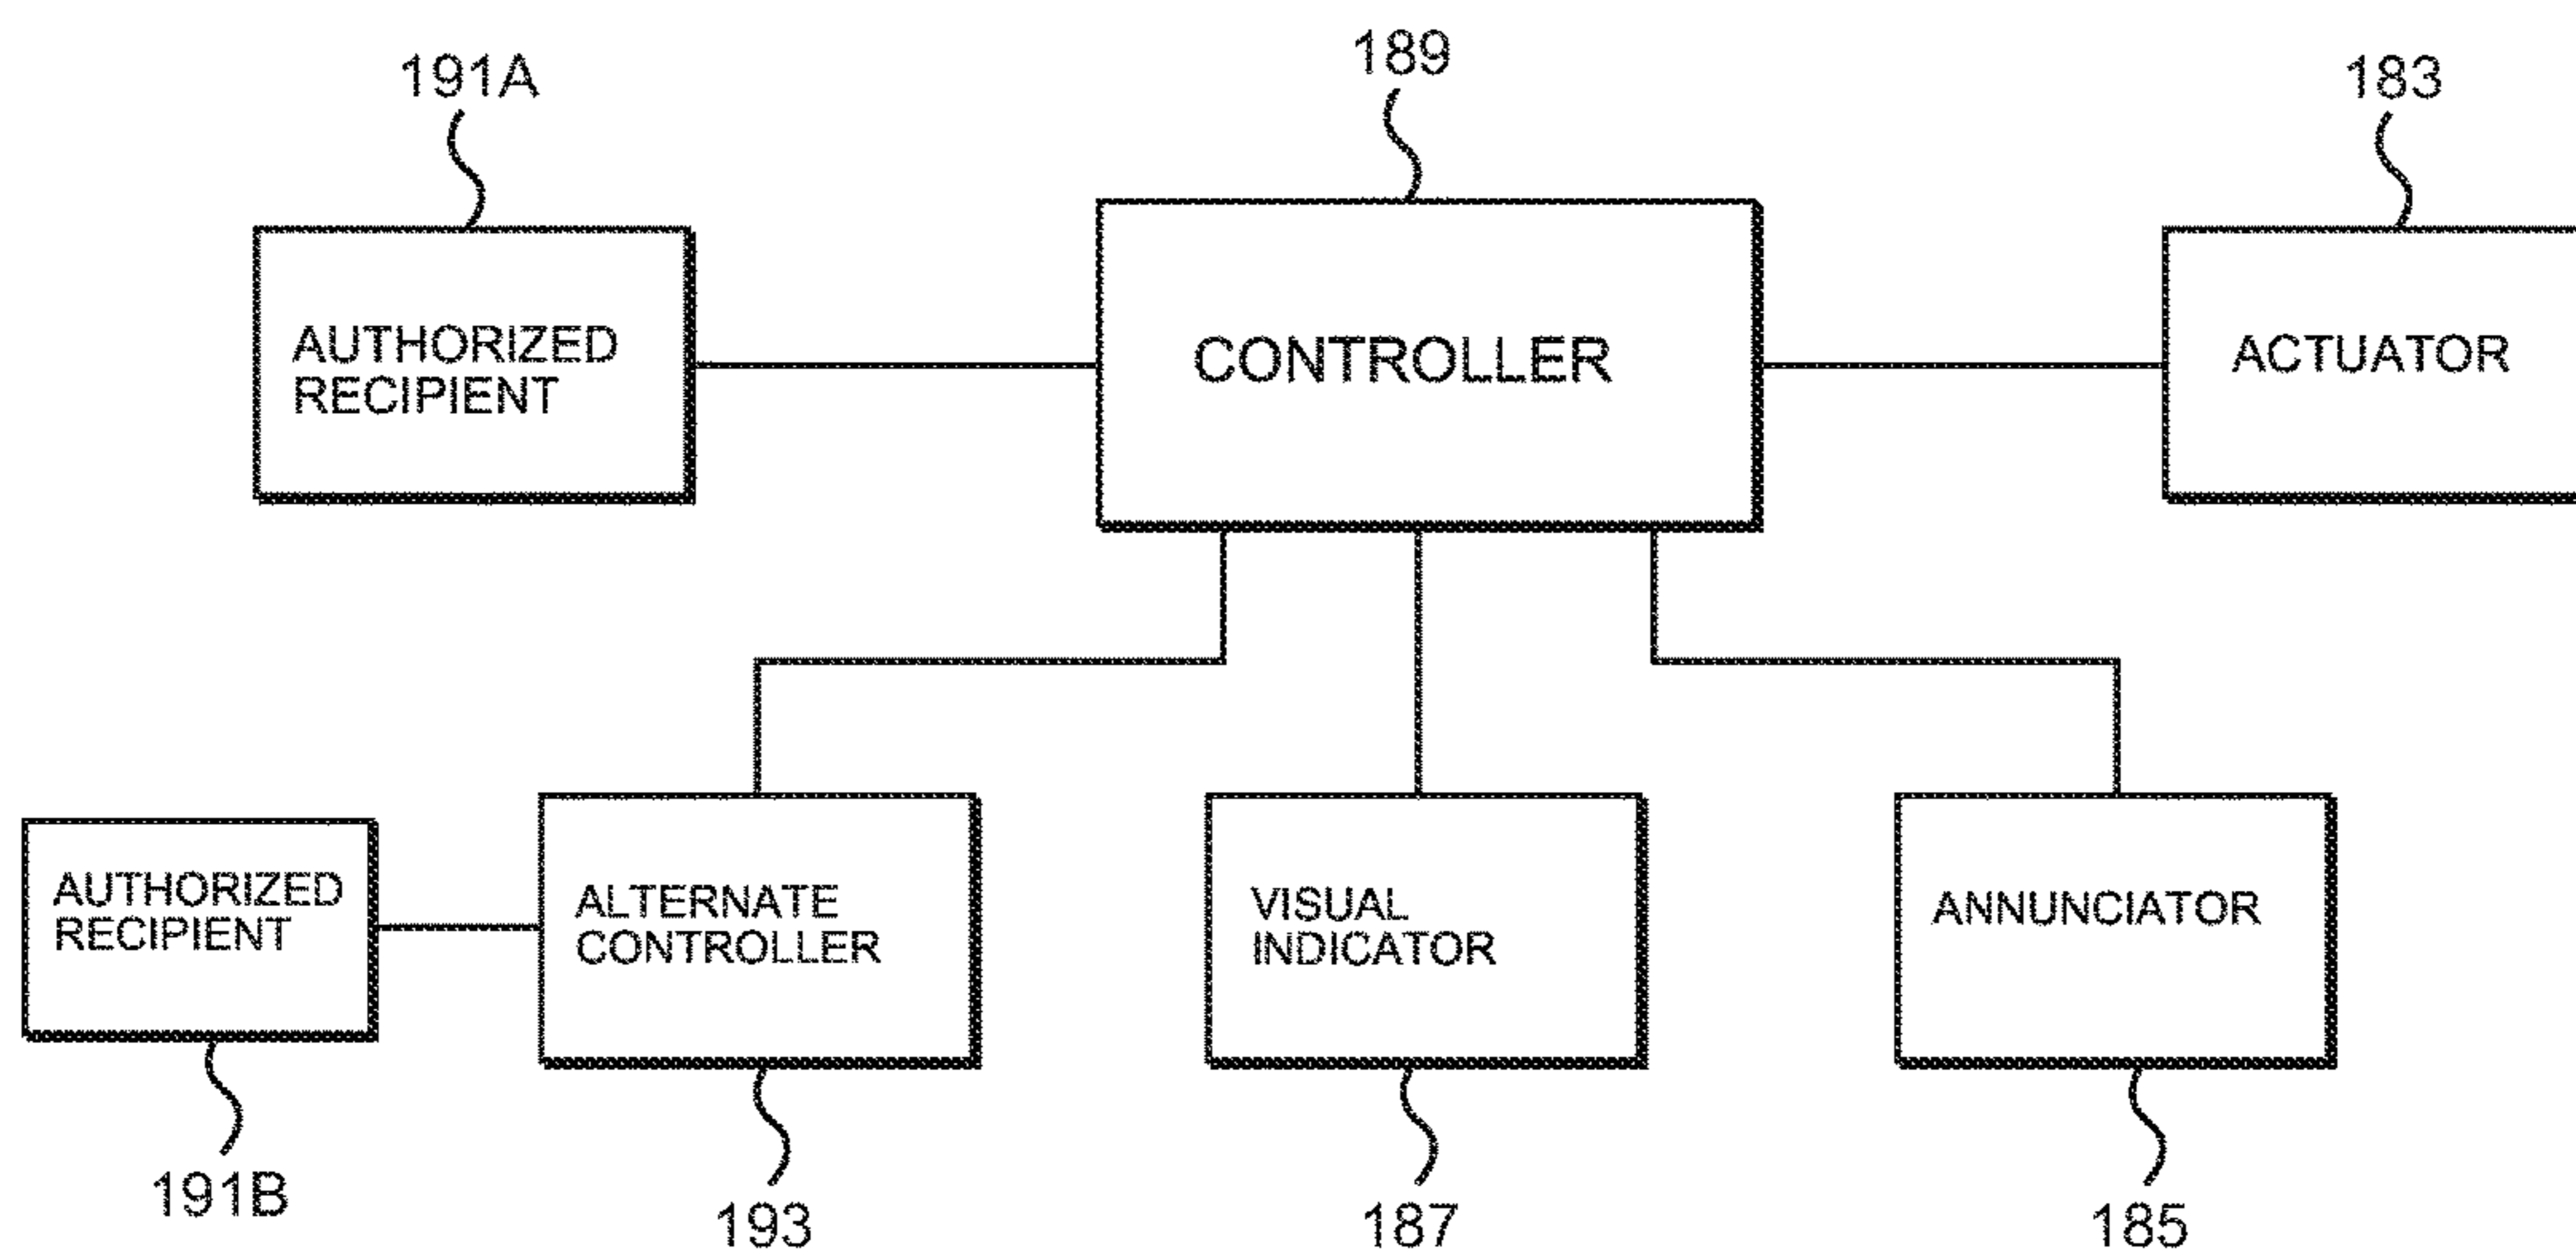 191A
189
183
AUTHORIZED
RECIPIENT
CONTROLLER
ACTUATOR
AUTHORIZED
RECIPIENT
ALTERNATE
CONTROLLER
VISUAL
INDICATOR
ANNUNCIATOR
191B
193
187
185